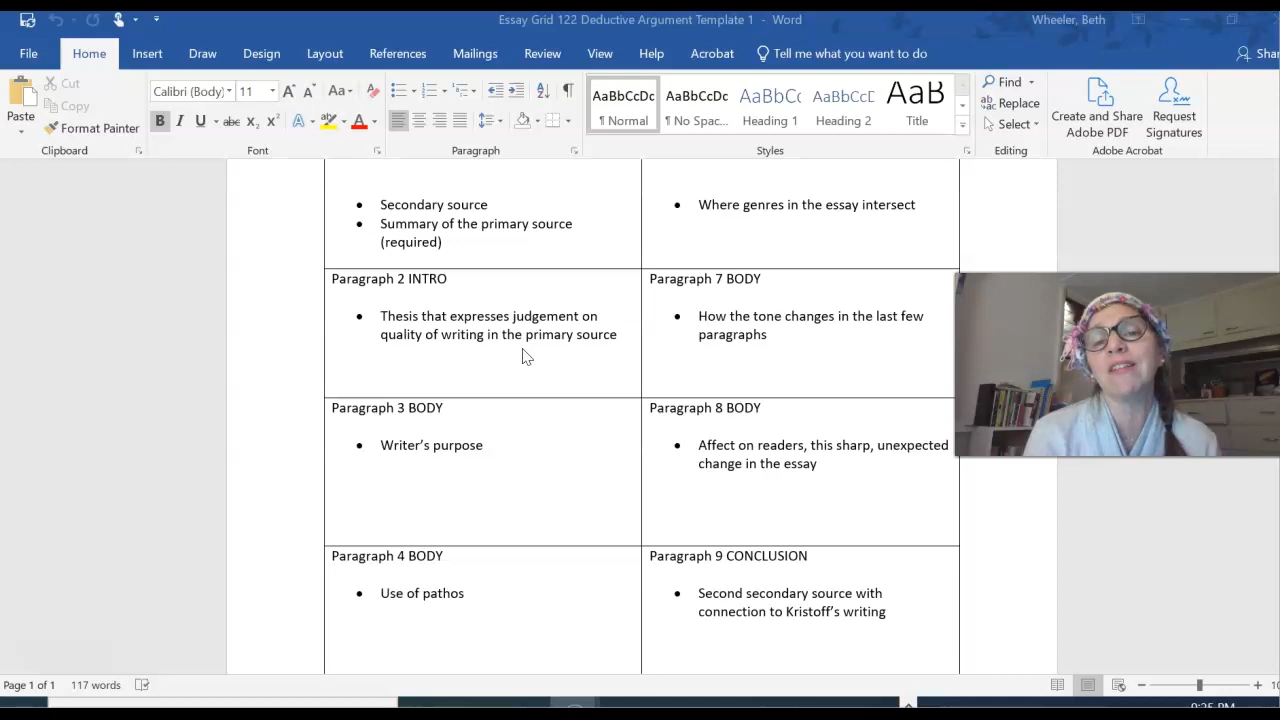 Essay Grid 122 Deductive Argument Template 1 - Word
Wheeler, Beth
File Home Insert Draw Design Layout References Mailings Review View Help Acrobat Tell me what you want to do
Paste
Cut
Copy
Format Painter
Clipboard
Calibri (Body) 11
Font
Paragraph
AaBbCcDc AaBbCcDc AaBbCc AaBbCcD AaB
¶ Normal ¶ No Spac... Heading 1 Heading 2 Title
Styles
Find
Replace
Select
Editing
Create and Share Adobe PDF
Request Signatures
Adobe Acrobat
Secondary source
Summary of the primary source
(required)
Where genres in the essay intersect
Paragraph 2 INTRO
Thesis that expresses judgement on
quality of writing in the primary source
Paragraph 7 BODY
How the tone changes in the last few
paragraphs
Paragraph 3 BODY
Writer's purpose
Paragraph 8 BODY
Affect on readers, this sharp, unexpected
change in the essay
Paragraph 4 BODY
Use of pathos
Paragraph 9 CONCLUSION
Second secondary source with
connection to Kristoff's writing
Page 1 of 1 117 words